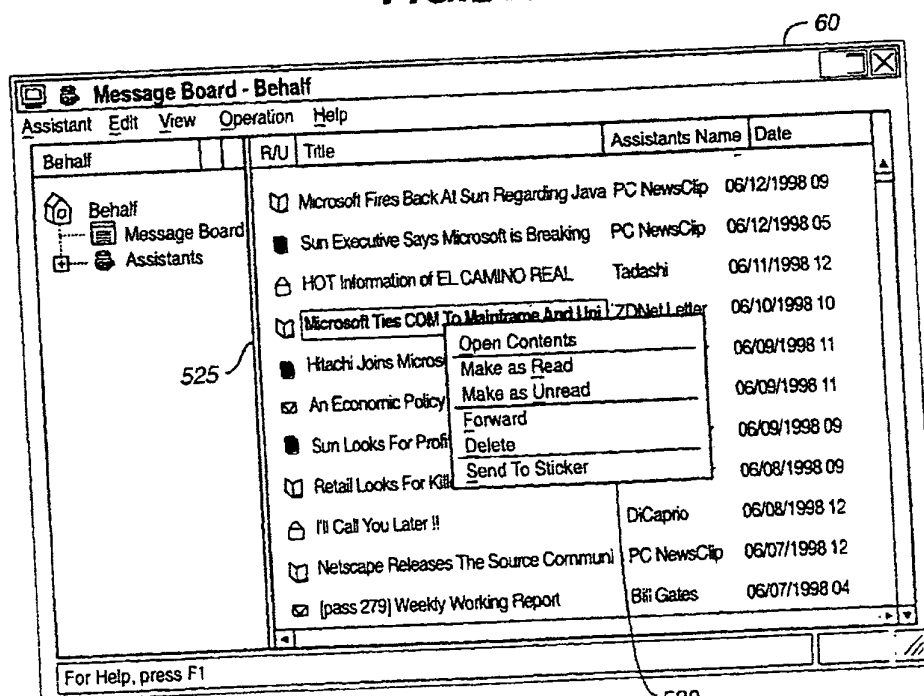 60
Message Board - Behalf
Assistant Edit View Operation Help
Behalf R/U Title Assistants Name Date
Behalf
Message Board
Assistants
Microsoft Fires Back At Sun Regarding Java PC NewsClip 06/12/1998 09
Sun Executive Says Microsoft is Breaking PC NewsClip 06/12/1998 05
HOT Information of EL CAMINO REAL Tadashi 06/11/1998 12
Microsoft Ties COM To Mainframe And Uni ZDNet Letter 06/10/1998 10
Hitachi Joins Micros 06/09/1998 11
An Economic Policy 06/09/1998 11
Sun Looks For Profi 06/09/1998 09
Retail Looks For Kill 06/08/1998 09
I'll Call You Later !! DiCaprio 06/08/1998 12
Netscape Releases The Source Communi PC NewsClip 06/07/1998 12
[pass 279] Weekly Working Report Bill Gates 06/07/1998 04
Open Contents
Make as Read
Make as Unread
Forward
Delete
Send To Sticker
525
For Help, press F1